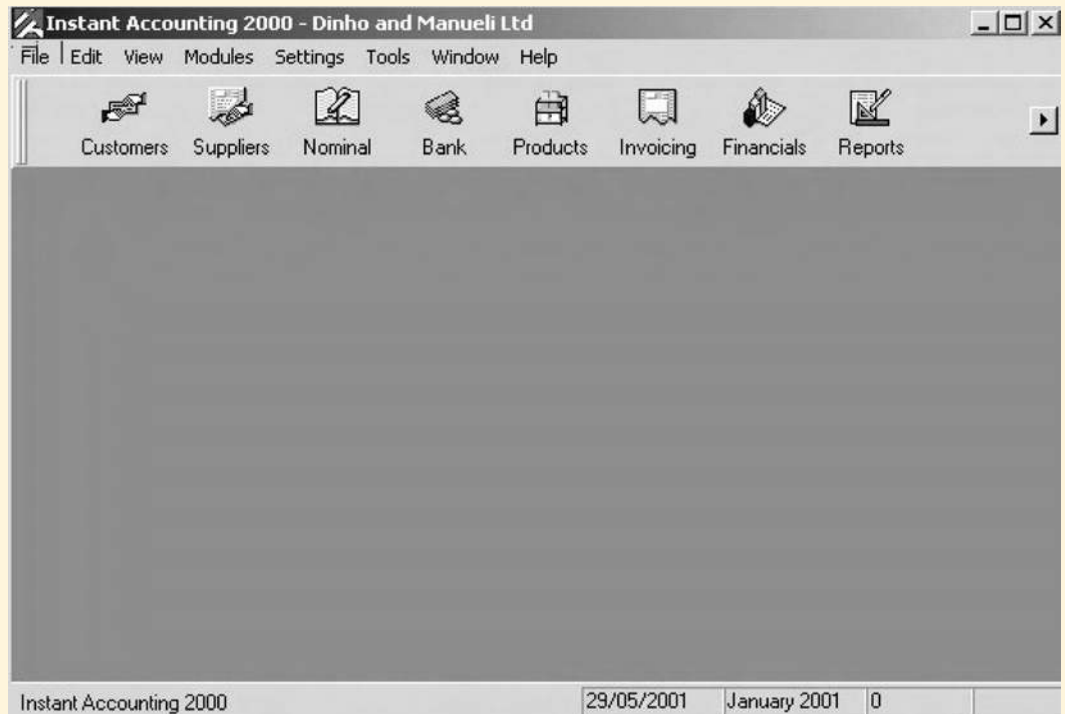 Instant Accounting 2000 - Dinho and Manueli Ltd
File Edit View Modules Settings Tools Window Help
Customers Suppliers Nominal Bank Products Invoicing Financials Reports
Instant Accounting 2000 29/05/2001 January 2001 0